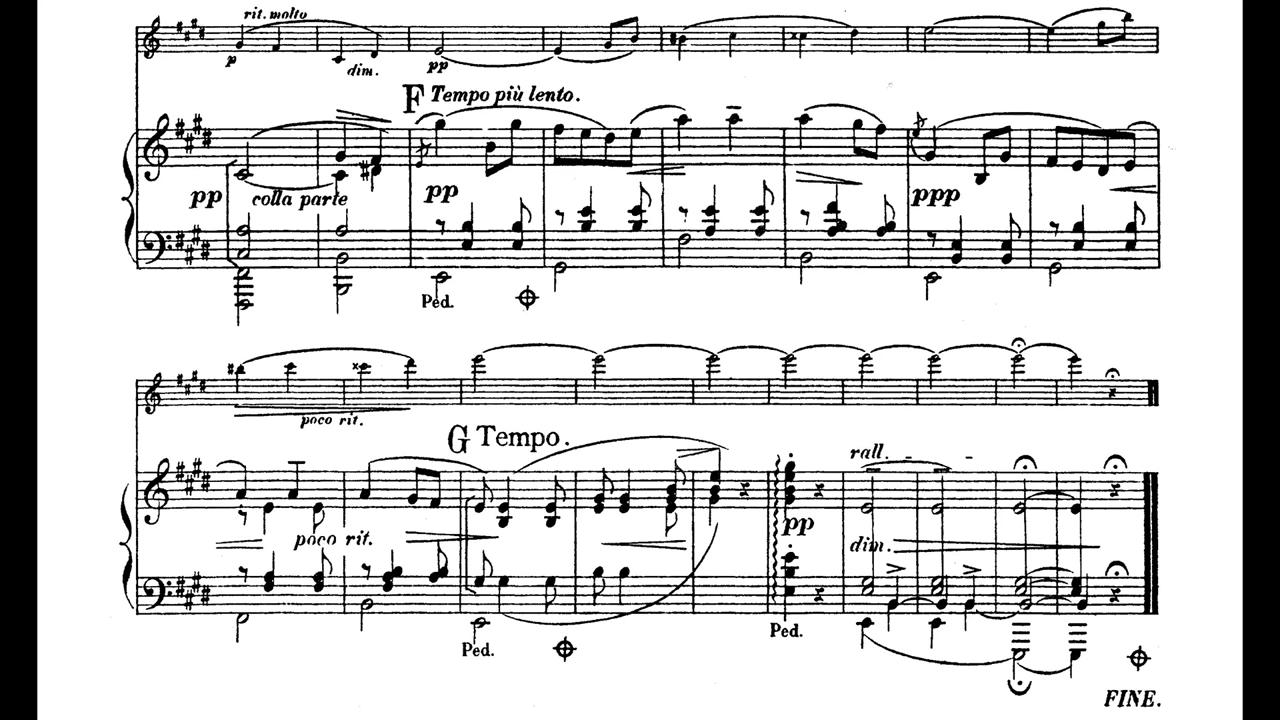 rit. molto
p
dim.
pp
F Tempo più lento.
pp colla parte
pp
ppp
Ped.
poco rit.
G Tempo.
rall.
poco rit.
pp
dim.
Ped.
Ped.
FINE.